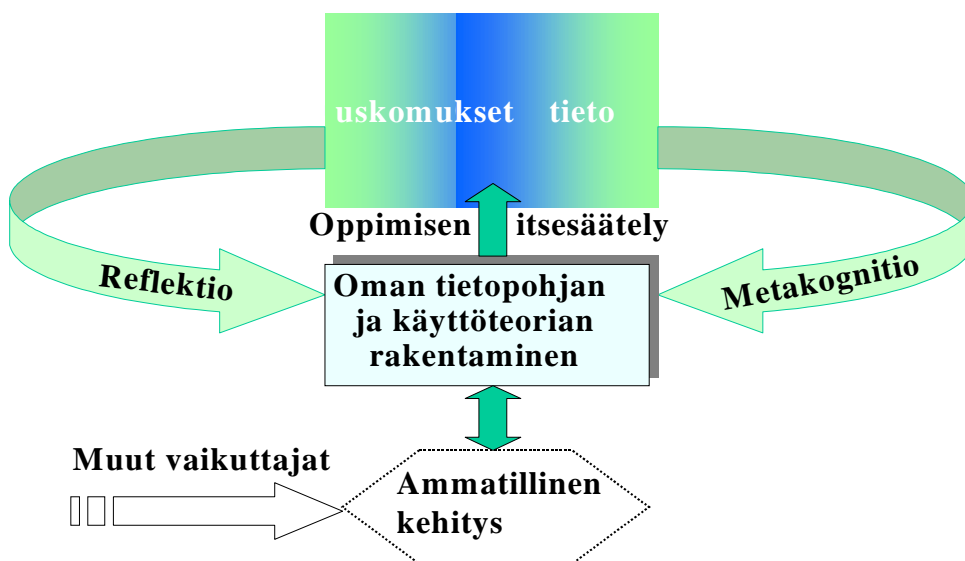 uskomukset tieto
Oppimisen itsesäätely
Reflektio
Metakognitio
Oman tietopohjan
ja käyttöteorian
rakentaminen
Muut vaikuttajat
Ammatillinen
kehitys